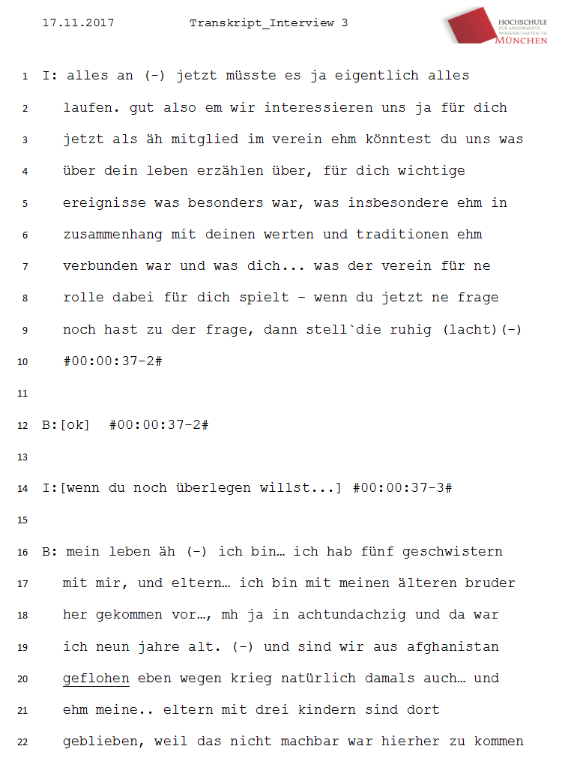 17.11.2017 Transkript_Interview 3
HOCHSCHULE
FÜR ANGEWANDTE
WISSENSCHAFTEN-FH
MÜNCHEN
1 I: alles an (-) jetzt müsste es ja eigentlich alles
2 laufen. gut also em wir interessieren uns ja für dich
3 jetzt als äh mitglied im verein ehm könntest du uns was
4 über dein leben erzählen über, für dich wichtige
5 ereignisse was besonders war, was insbesondere ehm in
6 zusammenhang mit deinen werten und traditionen ehm
7 verbunden war und was dich... was der verein für ne
8 rolle dabei für dich spielt – wenn du jetzt ne frage
9 noch hast zu der frage, dann stell`die ruhig (lacht)(-)
10 #00:00:37-2#
11
12 B:[ok] #00:00:37-2#
13
14 I:[wenn du noch überlegen willst...] #00:00:37-3#
15
16 B: mein leben äh (-) ich bin… ich hab fünf geschwistern
17 mit mir, und eltern… ich bin mit meinen älteren bruder
18 her gekommen vor…, mh ja in achtundachzig und da war
19 ich neun jahre alt. (-) und sind wir aus afghanistan
20 geflohen eben wegen krieg natürlich damals auch… und
21 ehm meine.. eltern mit drei kindern sind dort
22 geblieben, weil das nicht machbar war hierher zu kommen